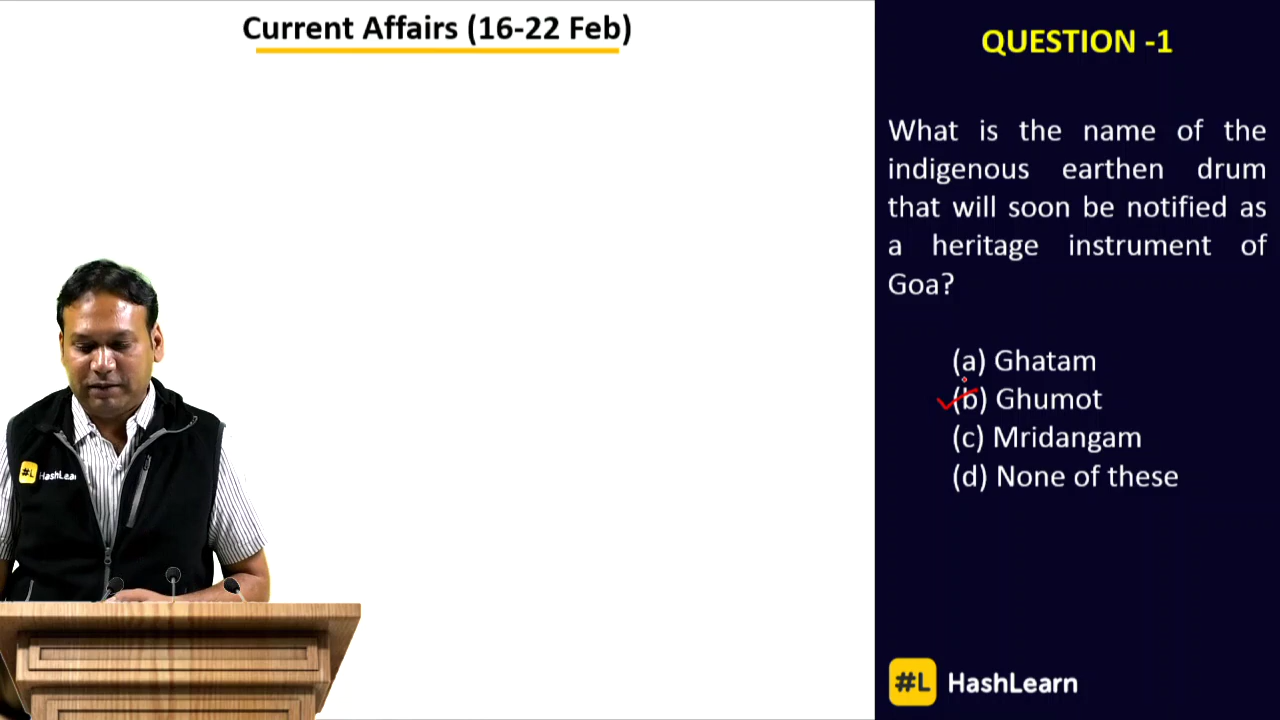 Current Affairs (16-22 Feb)
QUESTION -1
What is the name of the
indigenous earthen drum
that will soon be notified as
a heritage instrument of
Goa?
(a) Ghatam
(b) Ghumot
(c) Mridangam
(d) None of these
#L HashLearn
#L HashLear